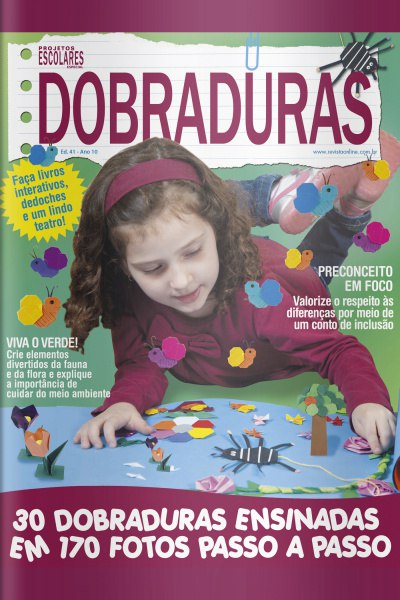 PROJETOS
ESCOLARES
ESPECIAL
DOBRADURAS
Ed. 41 - Ano 10
www.revistaonline.com.br
Faça livros
interativos,
dedoches
e um lindo
teatro!
PRECONCEITO
EM FOCO
Valorize o respeito às
diferenças por meio de
um conto de inclusão
VIVA O VERDE!
Crie elementos
divertidos da fauna
e da flora e explique
a importância de
cuidar do meio ambiente
30 DOBRADURAS ENSINADAS
EM 170 FOTOS PASSO A PASSO